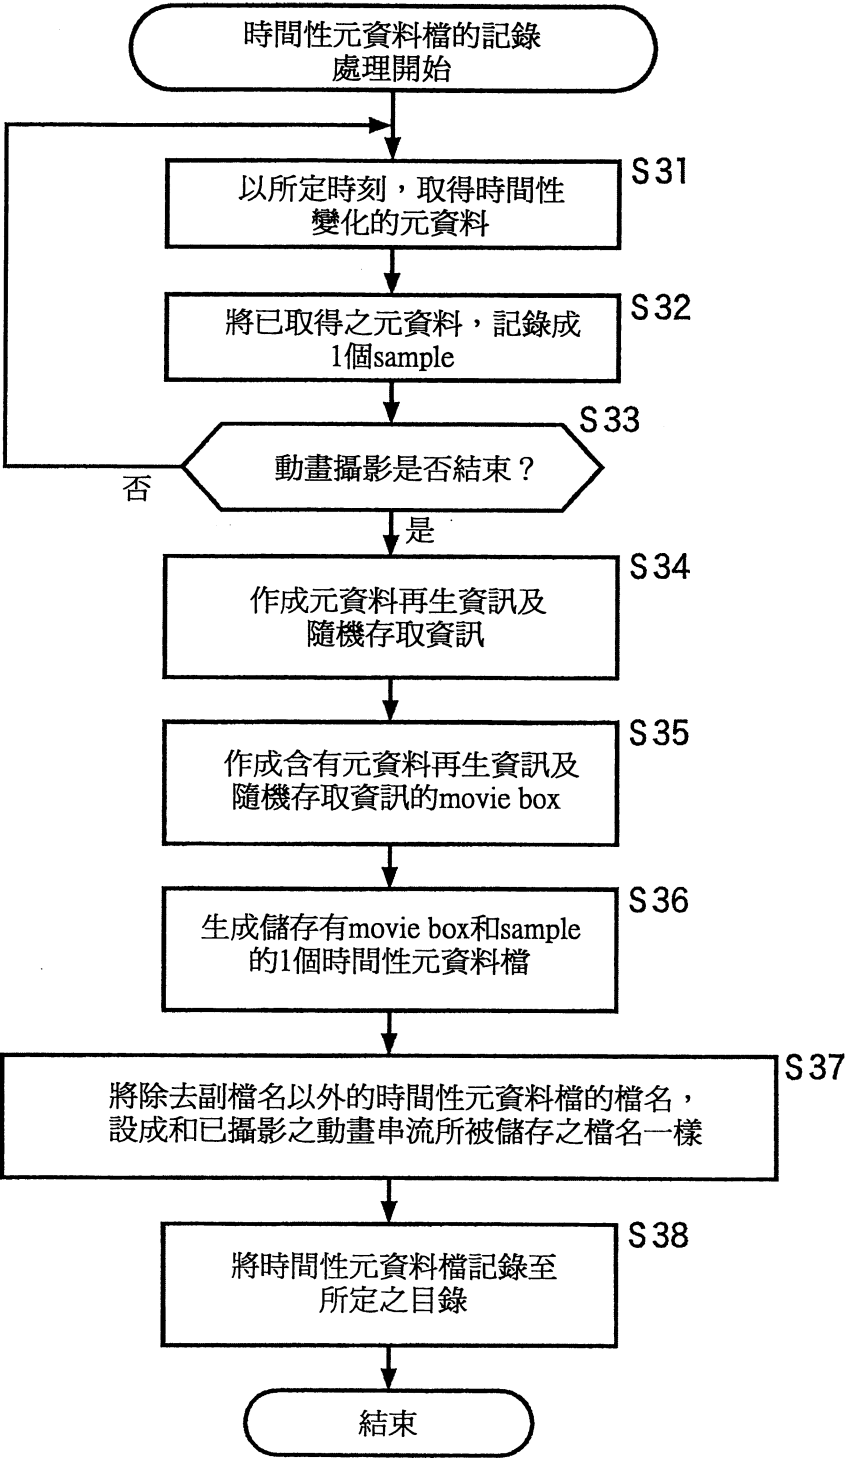 時間性元資料檔的記錄
處理開始
S31
以所定時刻，取得時間性
變化的元資料
S32
將已取得之元資料，記錄成
1個sample
S33
動畫攝影是否結束？
否
是
S34
作成元資料再生資訊及
隨機存取資訊
S35
作成含有元資料再生資訊及
隨機存取資訊的movie box
S36
生成儲存有movie box和sample
的1個時間性元資料檔
S37
將除去副檔名以外的時間性元資料檔的檔名，
設成和已攝影之動畫串流所被儲存之檔名一樣
S38
將時間性元資料檔記錄至
所定之目錄
結束